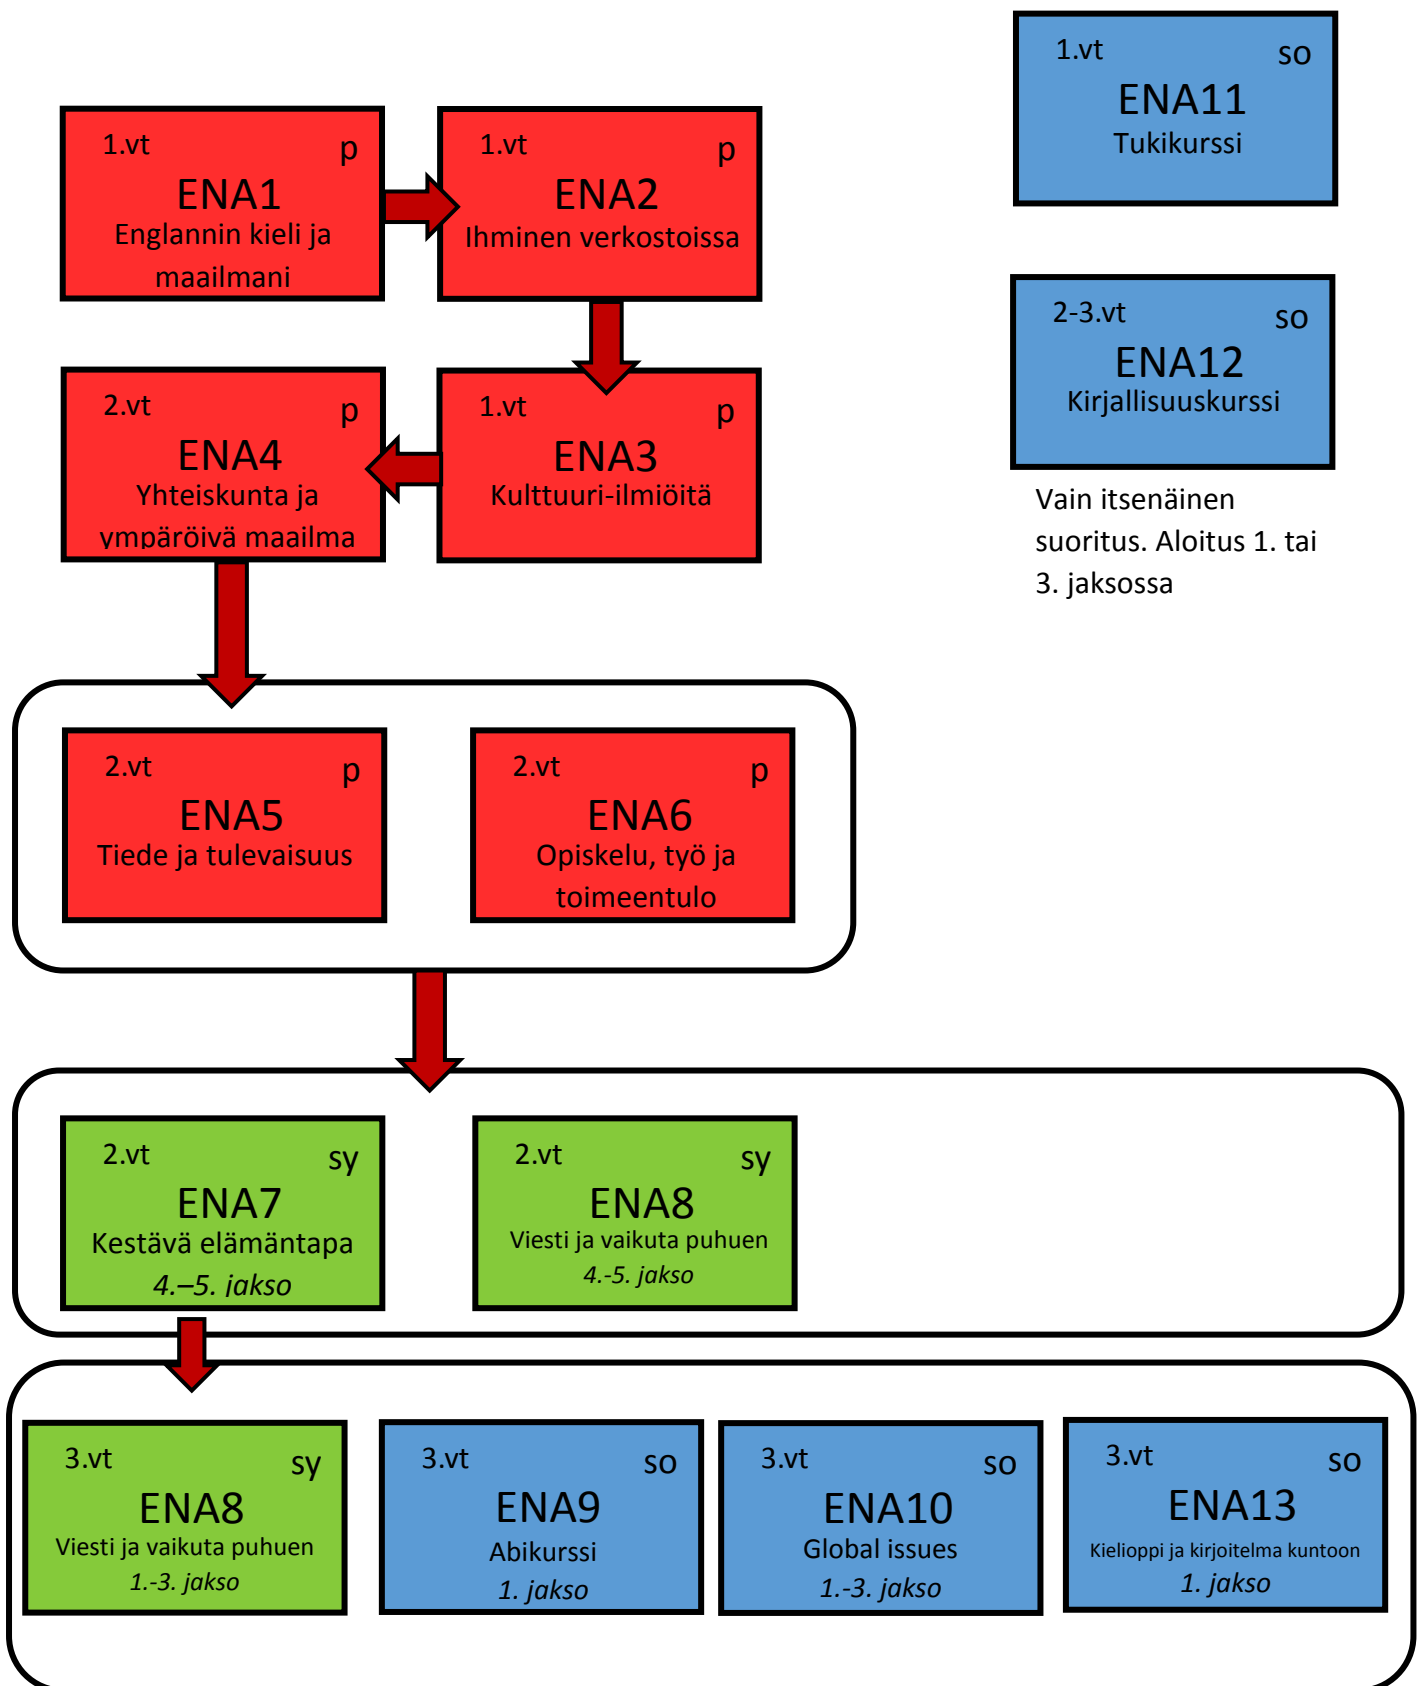 1.vt so
ENA11
Tukikurssi
1.vt p
ENA1
Englannin kieli ja
maailmani
1.vt p
ENA2
Ihminen verkostoissa
2-3.vt so
ENA12
Kirjallisuuskurssi
Vain itsenäinen
suoritus. Aloitus 1. tai
3. jaksossa
2.vt p
ENA4
Yhteiskunta ja
ympäröivä maailma
1.vt p
ENA3
Kulttuuri-ilmiöitä
2.vt p
ENA5
Tiede ja tulevaisuus
2.vt p
ENA6
Opiskelu, työ ja
toimeentulo
2.vt sy
ENA7
Kestävä elämäntapa
4.–5. jakso
2.vt sy
ENA8
Viesti ja vaikuta puhuen
4.-5. jakso
3.vt sy
ENA8
Viesti ja vaikuta puhuen
1.-3. jakso
3.vt so
ENA9
Abikurssi
1. jakso
3.vt so
ENA10
Global issues
1.-3. jakso
3.vt so
ENA13
Kielioppi ja kirjoitelma kuntoon
1. jakso